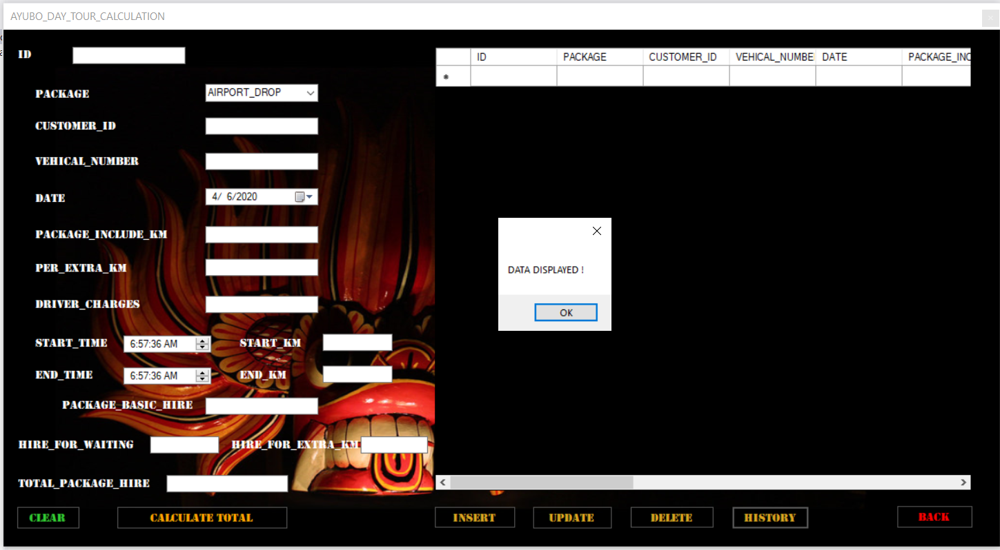 AYUBO_DAY_TOUR_CALCULATION
ID
PACKAGE AIRPORT_DROP
CUSTOMER_ID
VEHICAL_NUMBER
DATE 4/ 6/2020
PACKAGE_INCLUDE_KM
PER_EXTRA_KM
DRIVER_CHARGES
START_TIME 6:57:36 AM START_KM
END_TIME 6:57:36 AM END_KM
PACKAGE_BASIC_HIRE
HIRE_FOR_WAITING HIRE_FOR_EXTRA_KM
TOTAL_PACKAGE_HIRE
CLEAR CALCULATE TOTAL
ID PACKAGE CUSTOMER_ID VEHICAL_NUMBE DATE PACKAGE_INC
DATA DISPLAYED !
OK
INSERT UPDATE DELETE HISTORY BACK